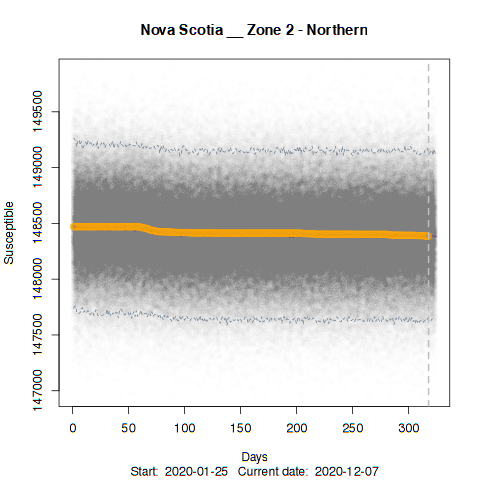 Nova Scotia __ Zone 2 - Northern
Susceptible
149500
149000
148500
148000
147500
147000
0 50 100 150 200 250 300
Days
Start: 2020-01-25 Current date: 2020-12-07